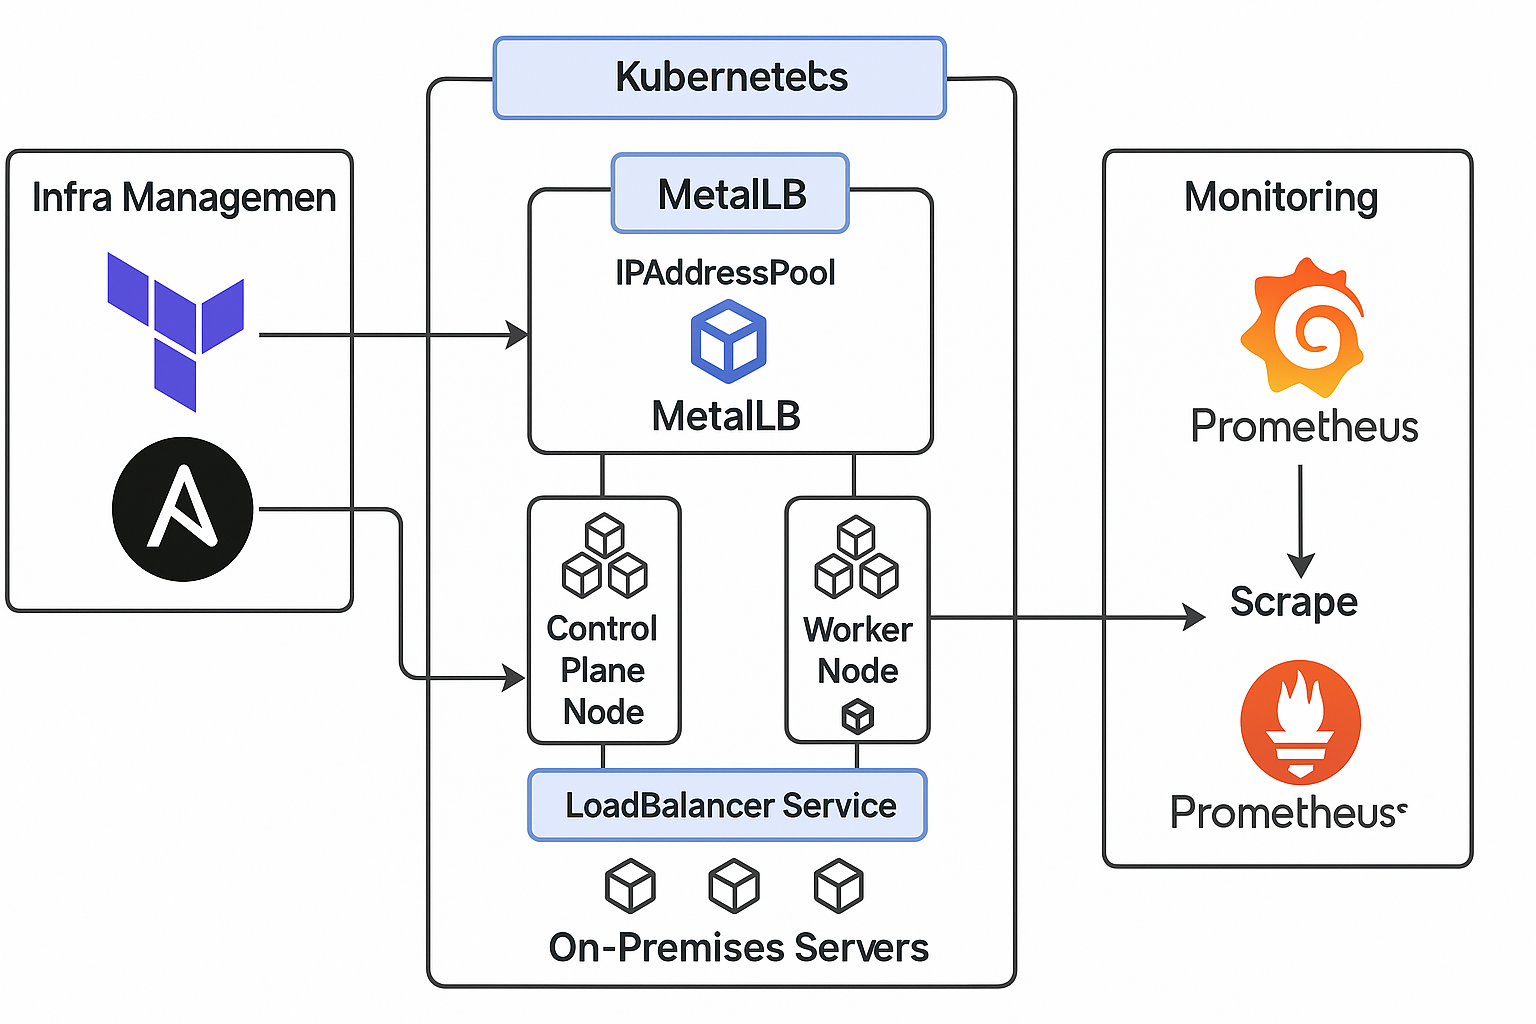 Kubernetets
Infra Managemen
MetalLB
IPAddressPool
MetalLB
Control
Plane
Node
Worker
Node
LoadBalancer Service
On-Premises Servers
Monitoring
Prometheus
Scrape
Prometheusˢ